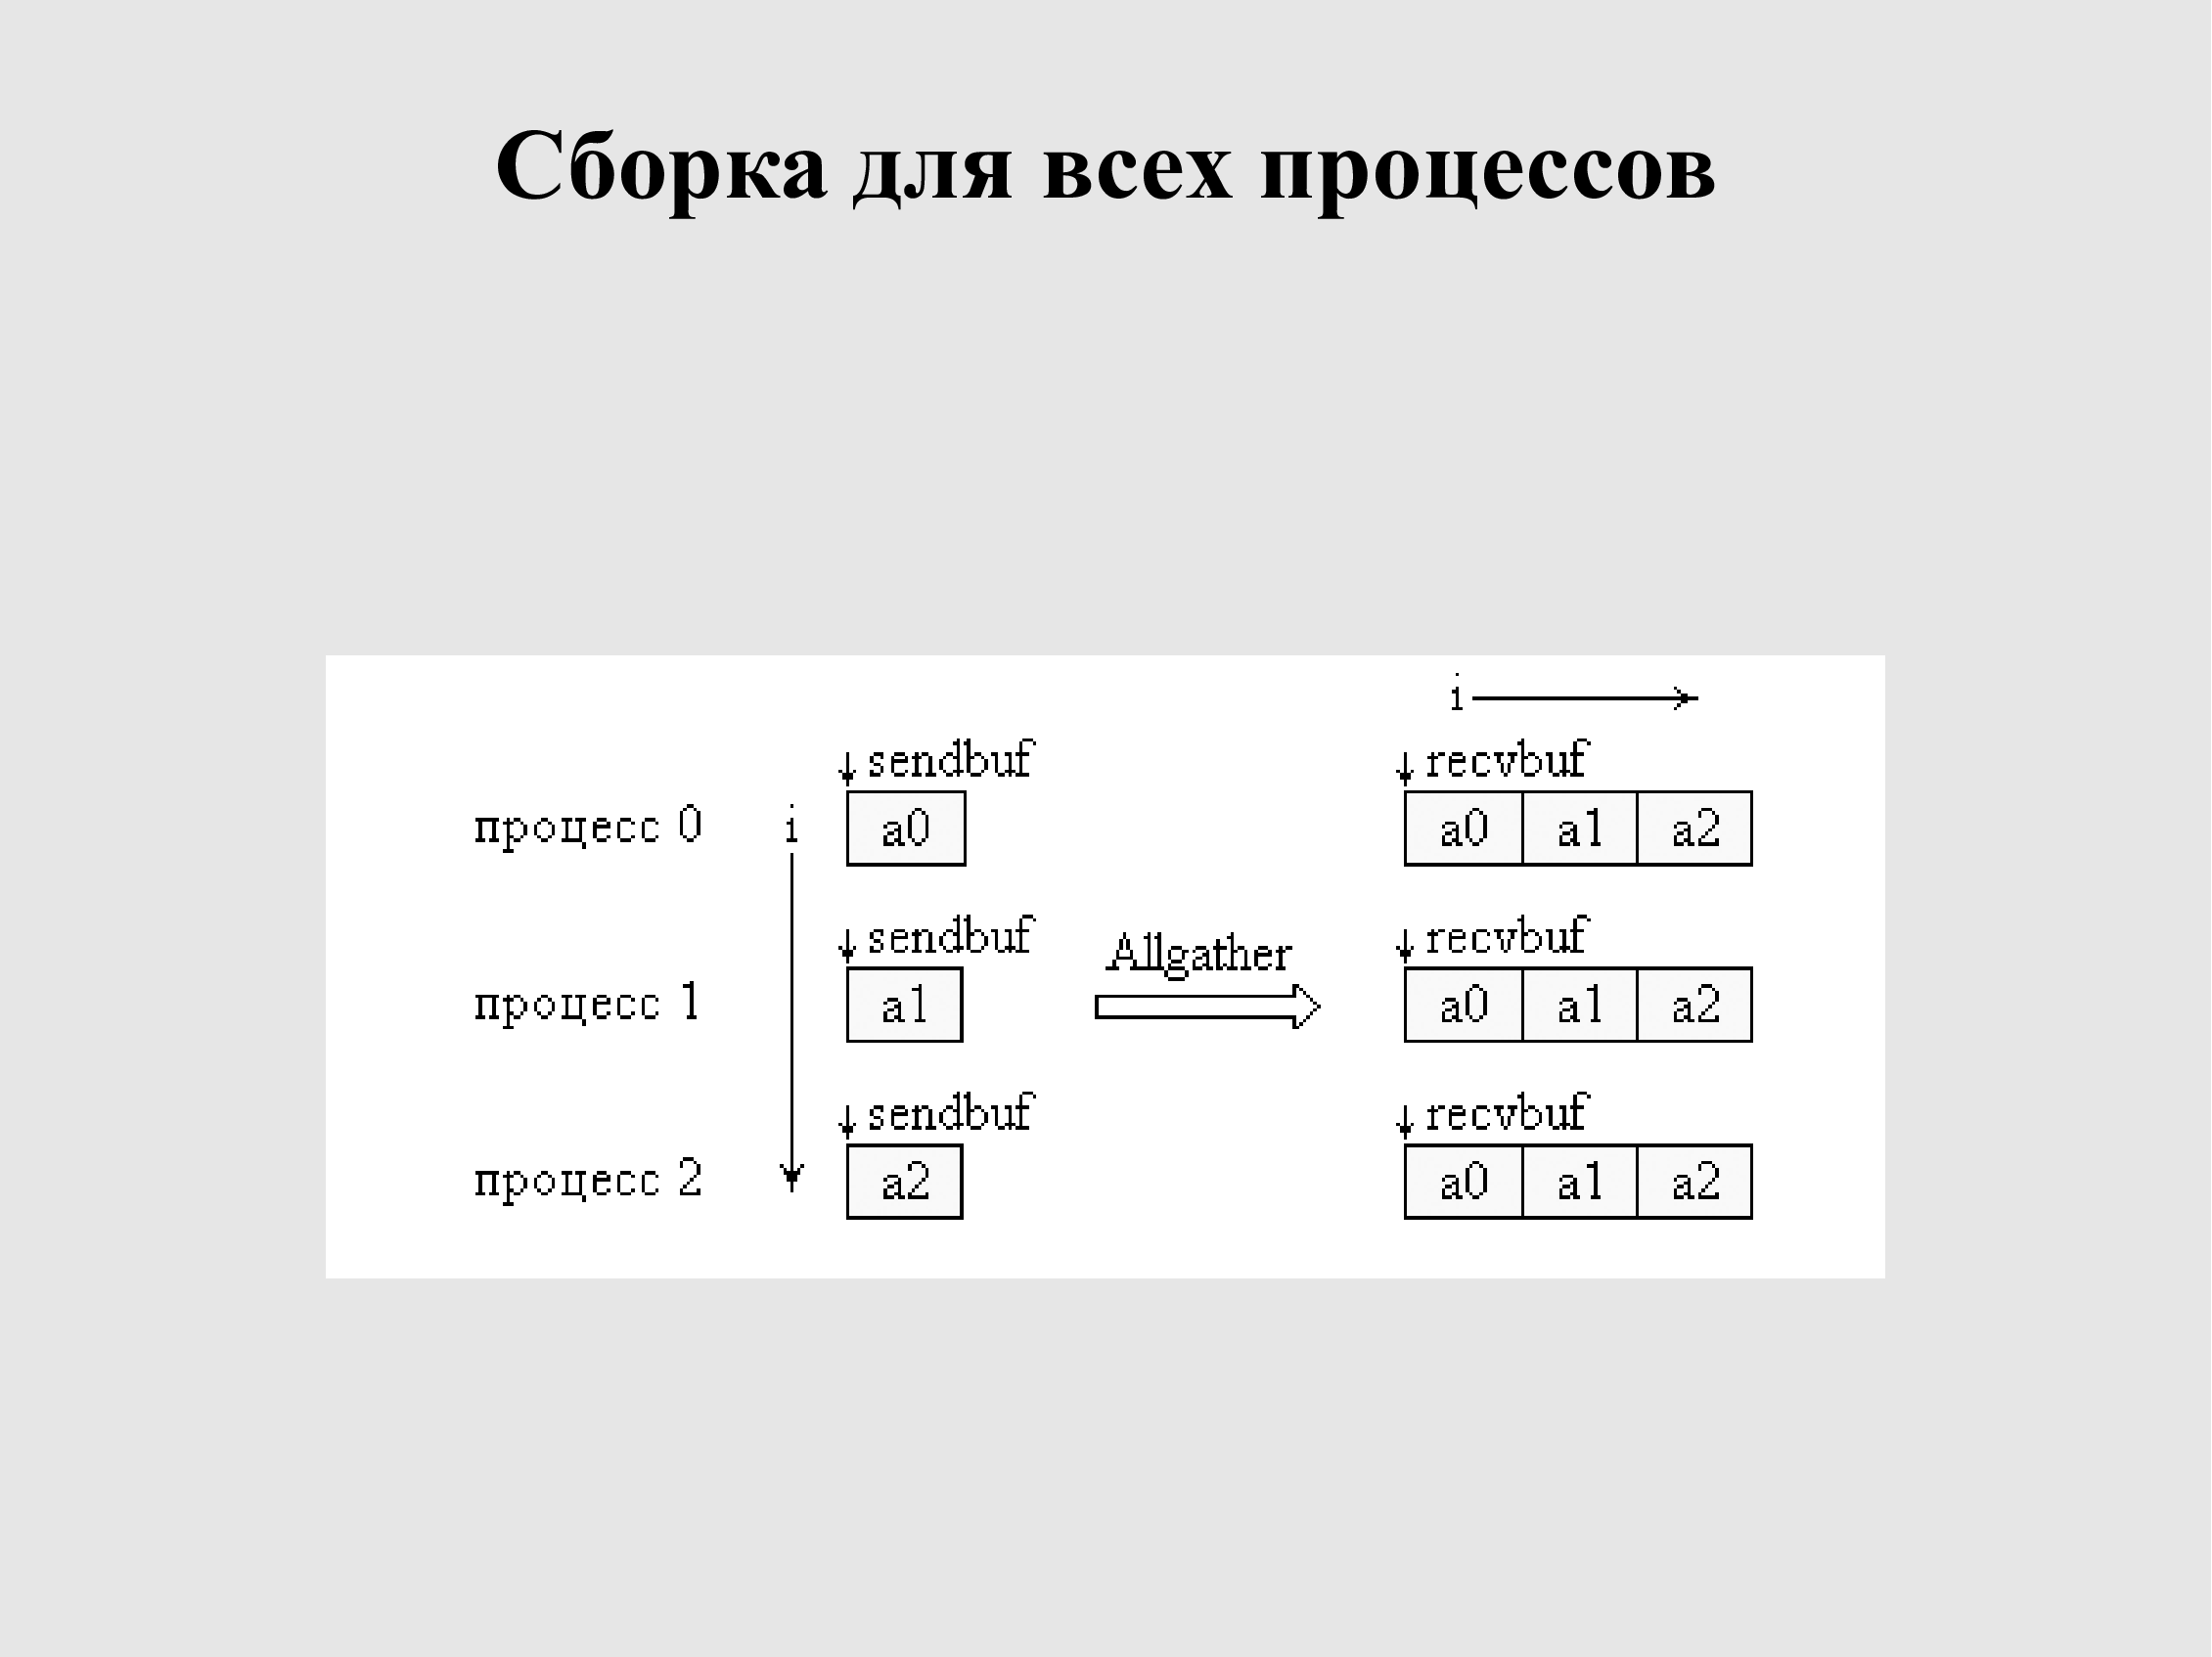 Сборка для всех процессов
i
sendbuf
recvbuf
процесс 0 i a0 a0 a1 a2
sendbuf Allgather recvbuf
процесс 1 a1 a0 a1 a2
sendbuf recvbuf
процесс 2 a2 a0 a1 a2